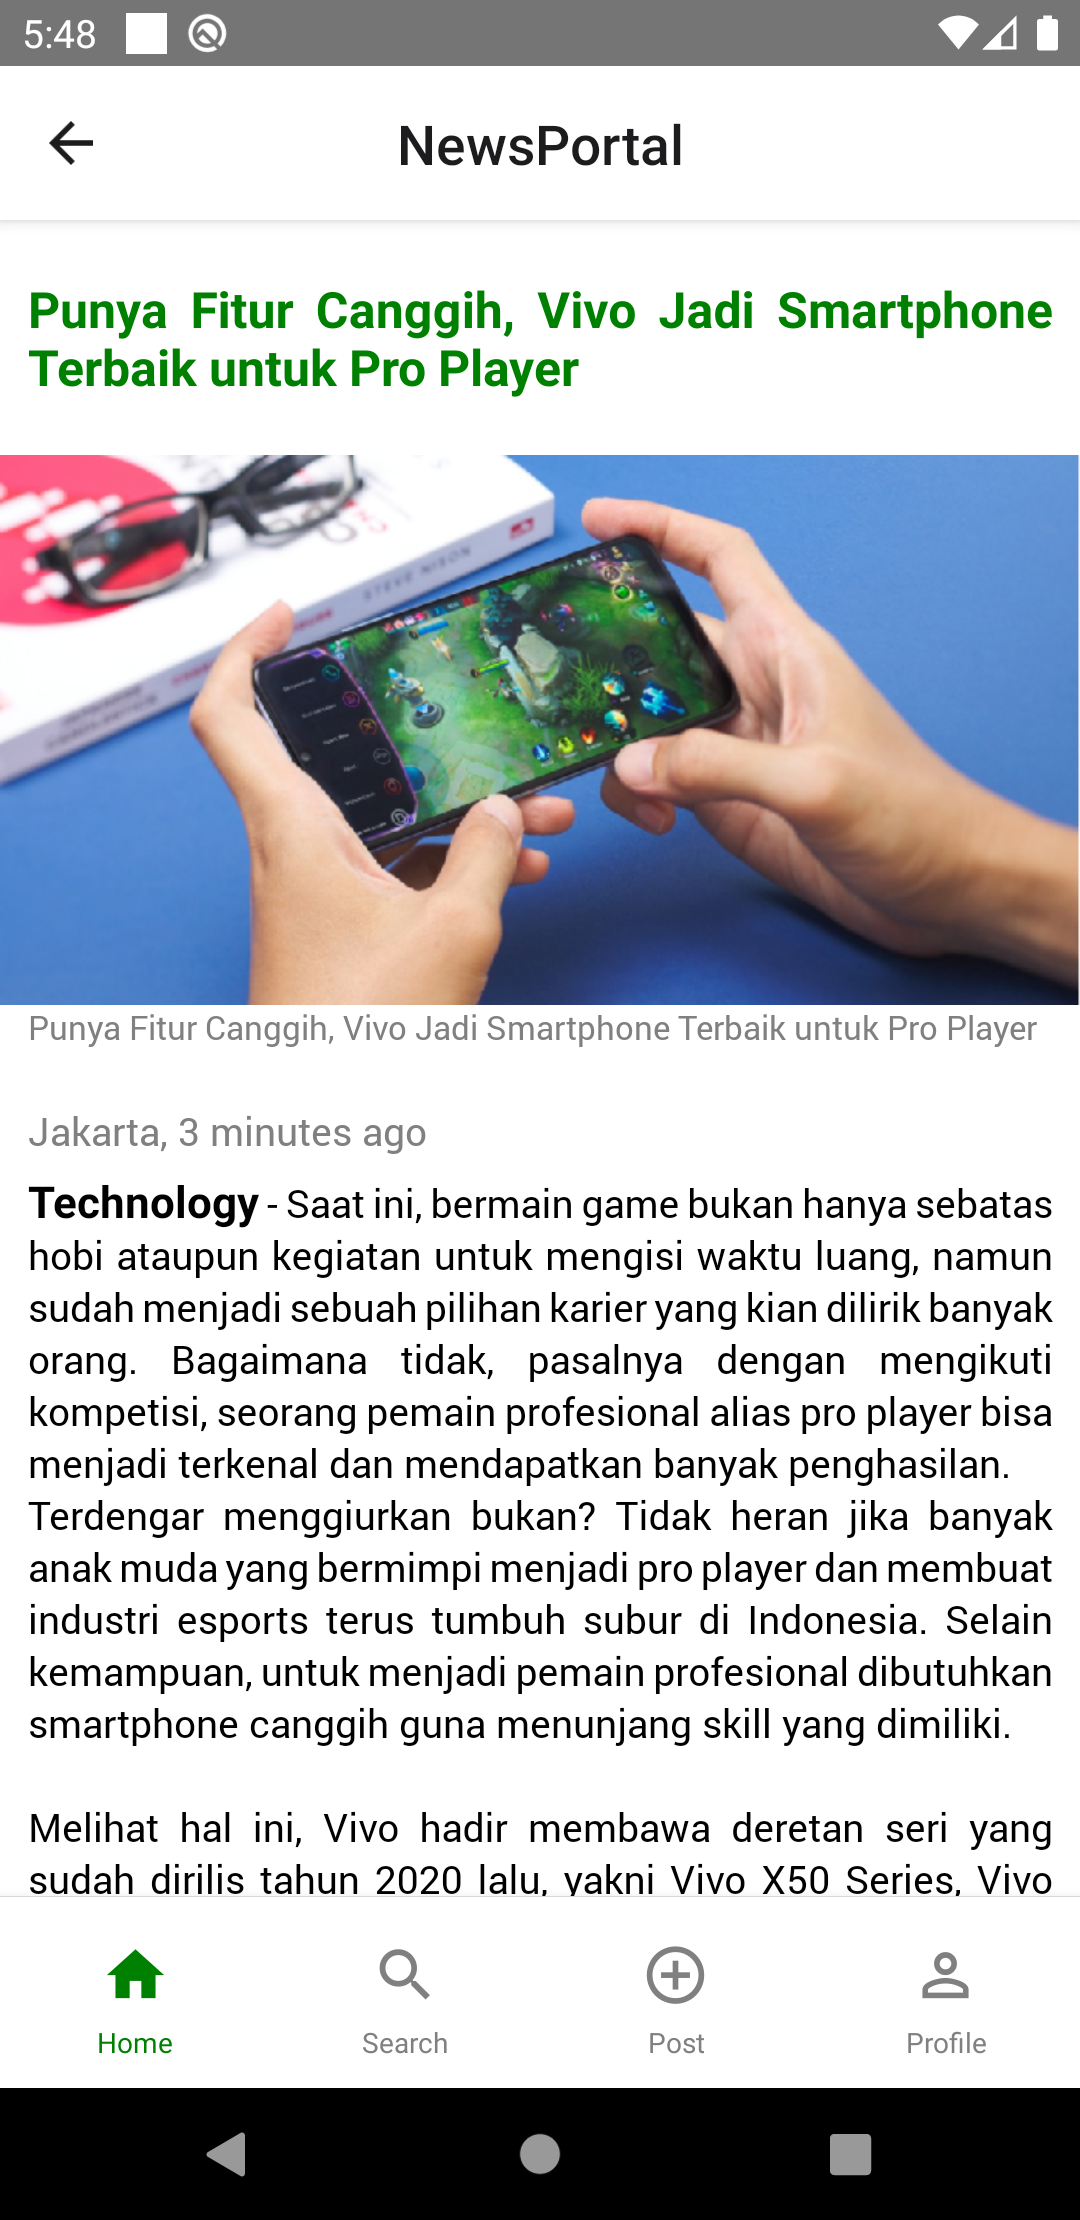 5:48
NewsPortal
Punya Fitur Canggih, Vivo Jadi Smartphone
Terbaik untuk Pro Player
STEVE NISON
Punya Fitur Canggih, Vivo Jadi Smartphone Terbaik untuk Pro Player
Jakarta, 3 minutes ago
Technology - Saat ini, bermain game bukan hanya sebatas
hobi ataupun kegiatan untuk mengisi waktu luang, namun
sudah menjadi sebuah pilihan karier yang kian dilirik banyak
orang. Bagaimana tidak, pasalnya dengan mengikuti
kompetisi, seorang pemain profesional alias pro player bisa
menjadi terkenal dan mendapatkan banyak penghasilan.
Terdengar menggiurkan bukan? Tidak heran jika banyak
anak muda yang bermimpi menjadi pro player dan membuat
industri esports terus tumbuh subur di Indonesia. Selain
kemampuan, untuk menjadi pemain profesional dibutuhkan
smartphone canggih guna menunjang skill yang dimiliki.
Melihat hal ini, Vivo hadir membawa deretan seri yang
sudah dirilis tahun 2020 lalu, yakni Vivo X50 Series, Vivo
Home
Search
Post
Profile